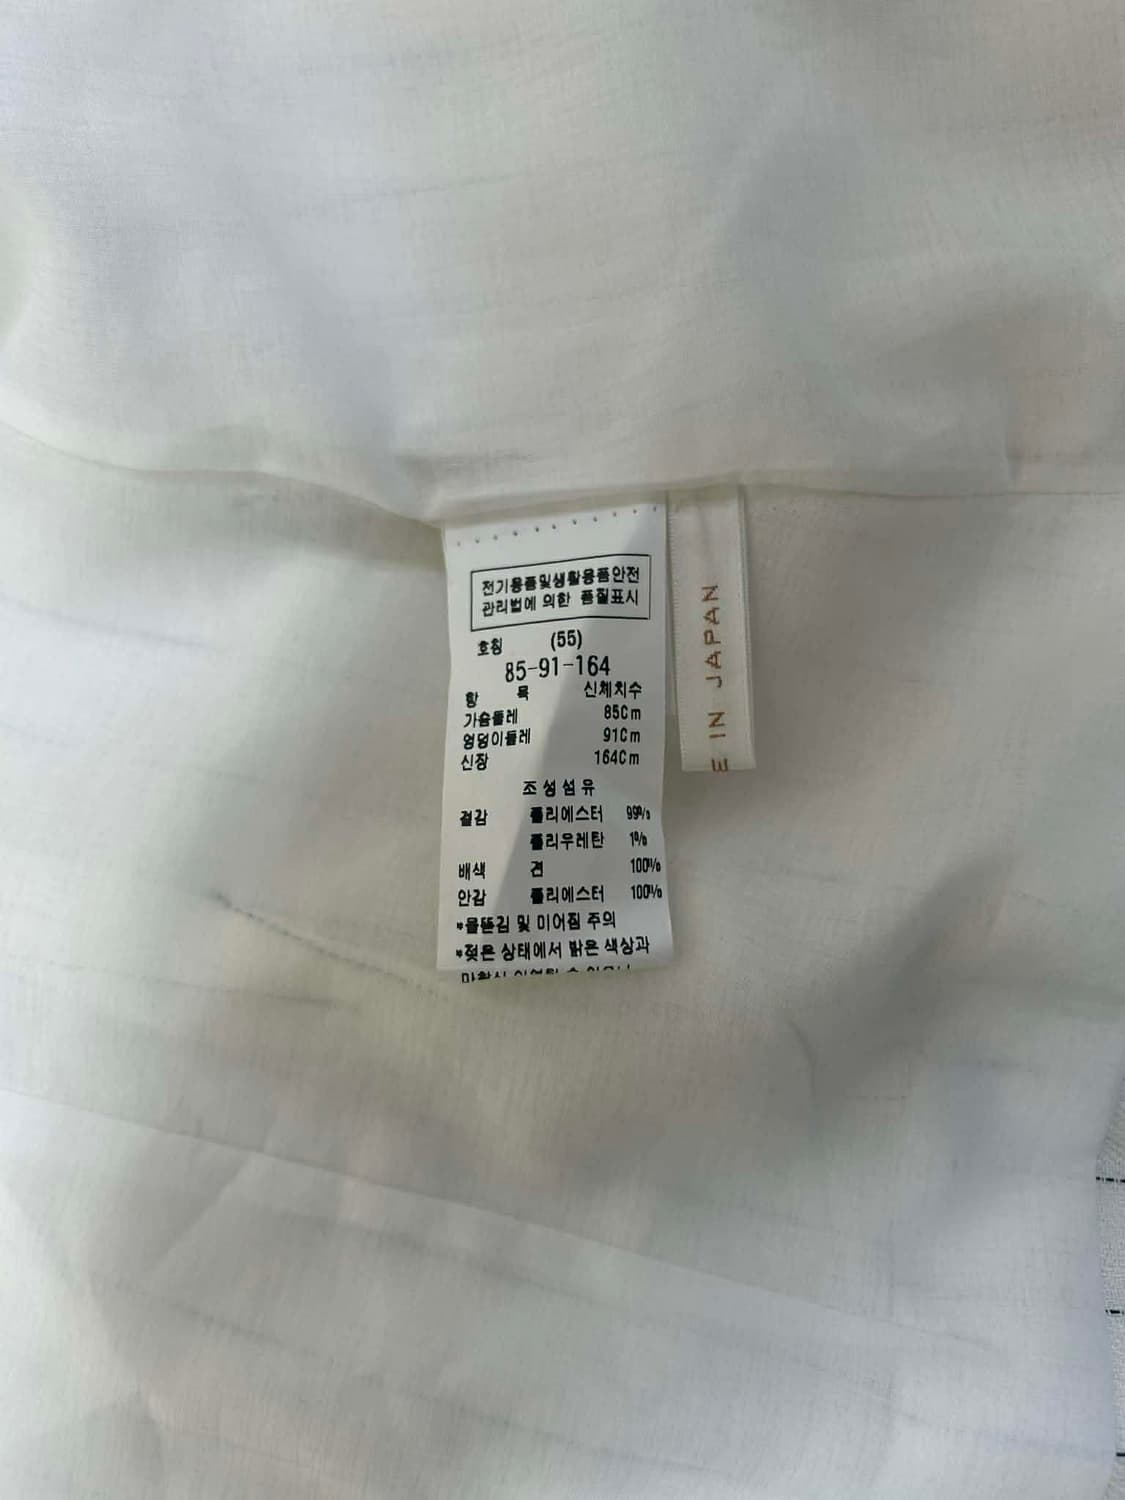 전기용품및생활용품안전
관리법에 의한 품질표시
호칭 (55)
85-91-164
항 목 신체치수
가슴둘레 85Cm
엉덩이둘레 91Cm
신장 164Cm
조성섬유
겉감 폴리에스터 99%
폴리우레탄 1%
배색 견 100%
안감 폴리에스터 100%
*올뜯김 및 미어짐 주의
*젖은 상태에서 밝은 색상과
E IN JAPAN